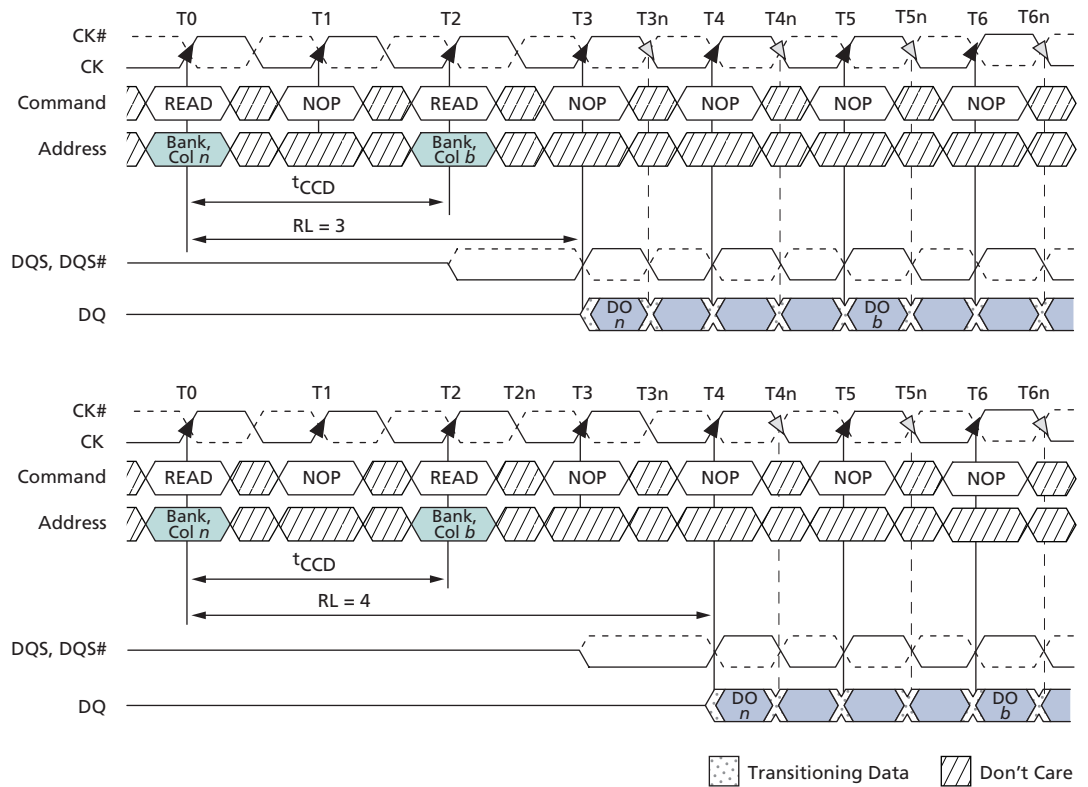 T0 T1 T2 T3 T3n T4 T4n T5 T5n T6 T6n
CK#
CK
Command READ NOP READ NOP NOP NOP NOP
Address Bank, Col n Bank, Col b
tCCD
RL = 3
DQS, DQS#
DQ DO n DO b
T0 T1 T2 T2n T3 T3n T4 T4n T5 T5n T6 T6n
CK#
CK
Command READ NOP READ NOP NOP NOP NOP
Address Bank, Col n Bank, Col b
tCCD
RL = 4
DQS, DQS#
DQ DO n DO b
Transitioning Data Don't Care